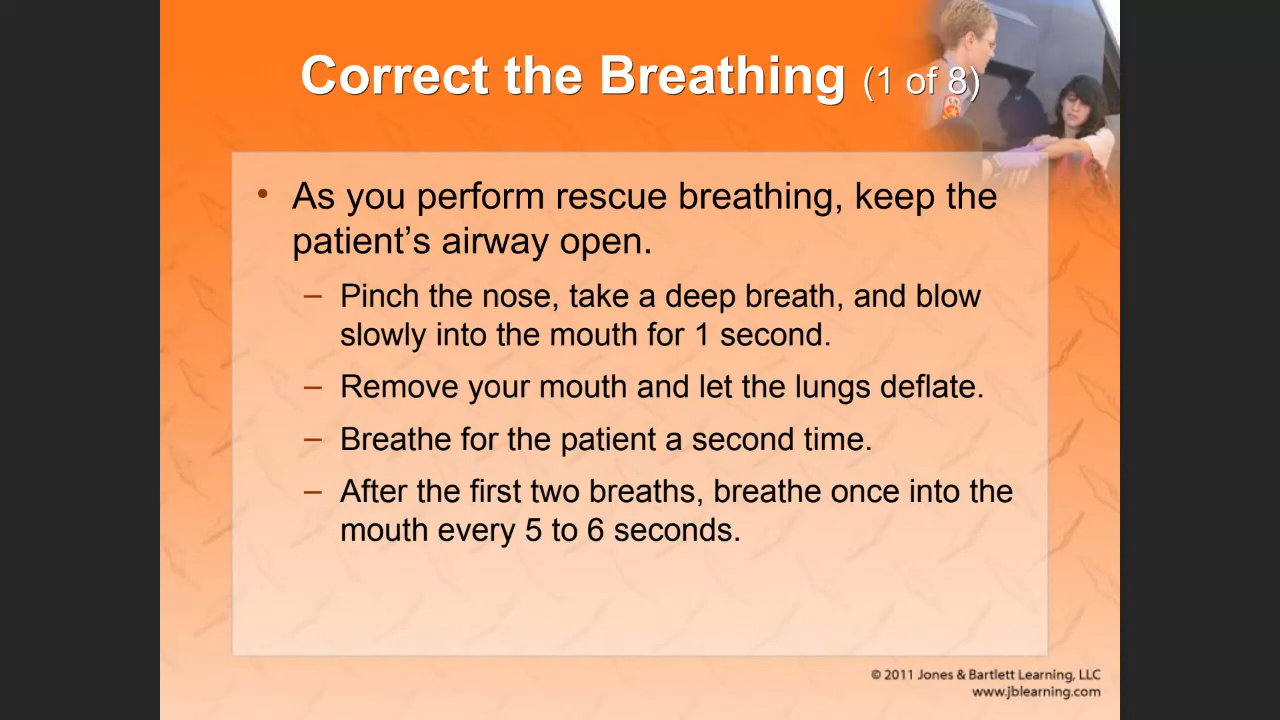 Correct the Breathing (1 of 8)
• As you perform rescue breathing, keep the
patient’s airway open.
– Pinch the nose, take a deep breath, and blow
slowly into the mouth for 1 second.
– Remove your mouth and let the lungs deflate.
– Breathe for the patient a second time.
– After the first two breaths, breathe once into the
mouth every 5 to 6 seconds.
© 2011 Jones & Bartlett Learning, LLC
www.jblearning.com